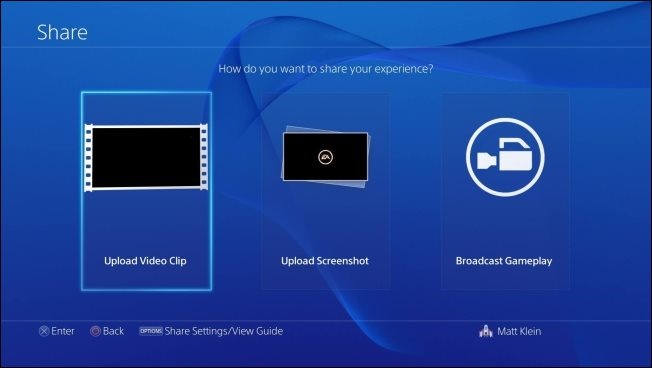 Share
How do you want to share your experience?
EA
Upload Video Clip
Upload Screenshot
Broadcast Gameplay
Enter
Back
OPTIONS Share Settings/View Guide
Matt Klein